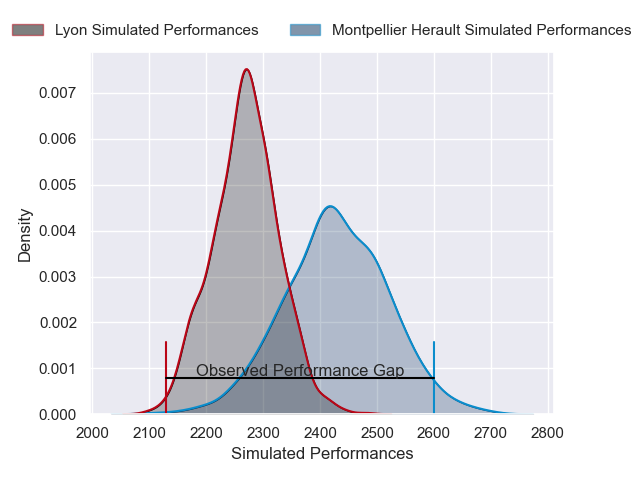 Lyon Simulated Performances Montpellier Herault Simulated Performances
0.007
0.006
0.005
0.004
0.003
0.002
0.001
0.000
Density
Observed Performance Gap
2000 2100 2200 2300 2400 2500 2600 2700 2800
Simulated Performances